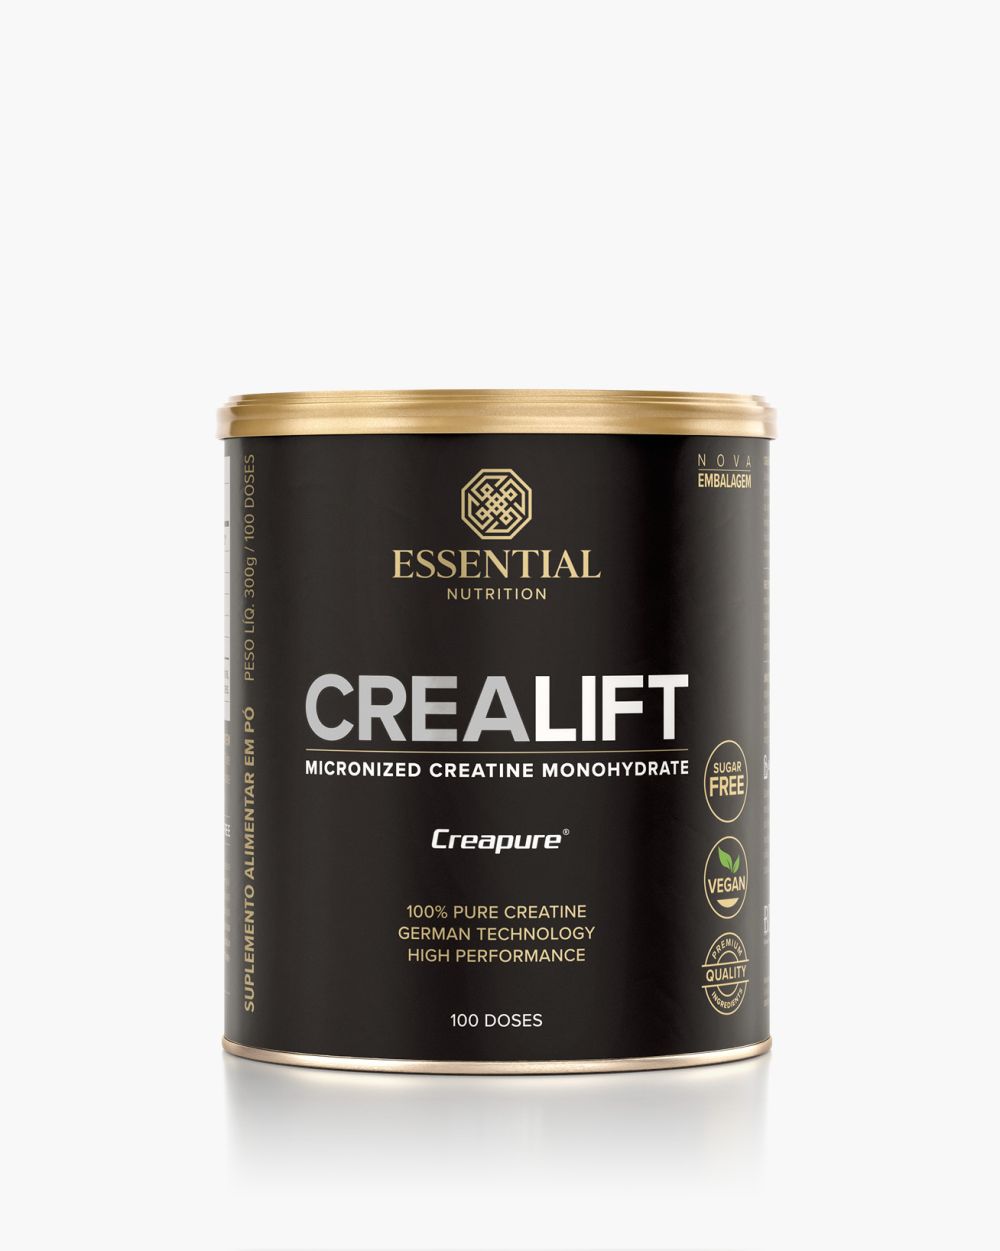 NOVA
EMBALAGEM
ESSENTIAL
NUTRITION
CREALIFT
MICRONIZED CREATINE MONOHYDRATE
Creapure®
100% PURE CREATINE
GERMAN TECHNOLOGY
HIGH PERFORMANCE
100 DOSES
SUGAR
FREE
VEGAN
PREMIUM
QUALITY
INGREDIENTS
SUPLEMENTO ALIMENTAR EM PÓ PESO LÍQ. 300g / 100 DOSES